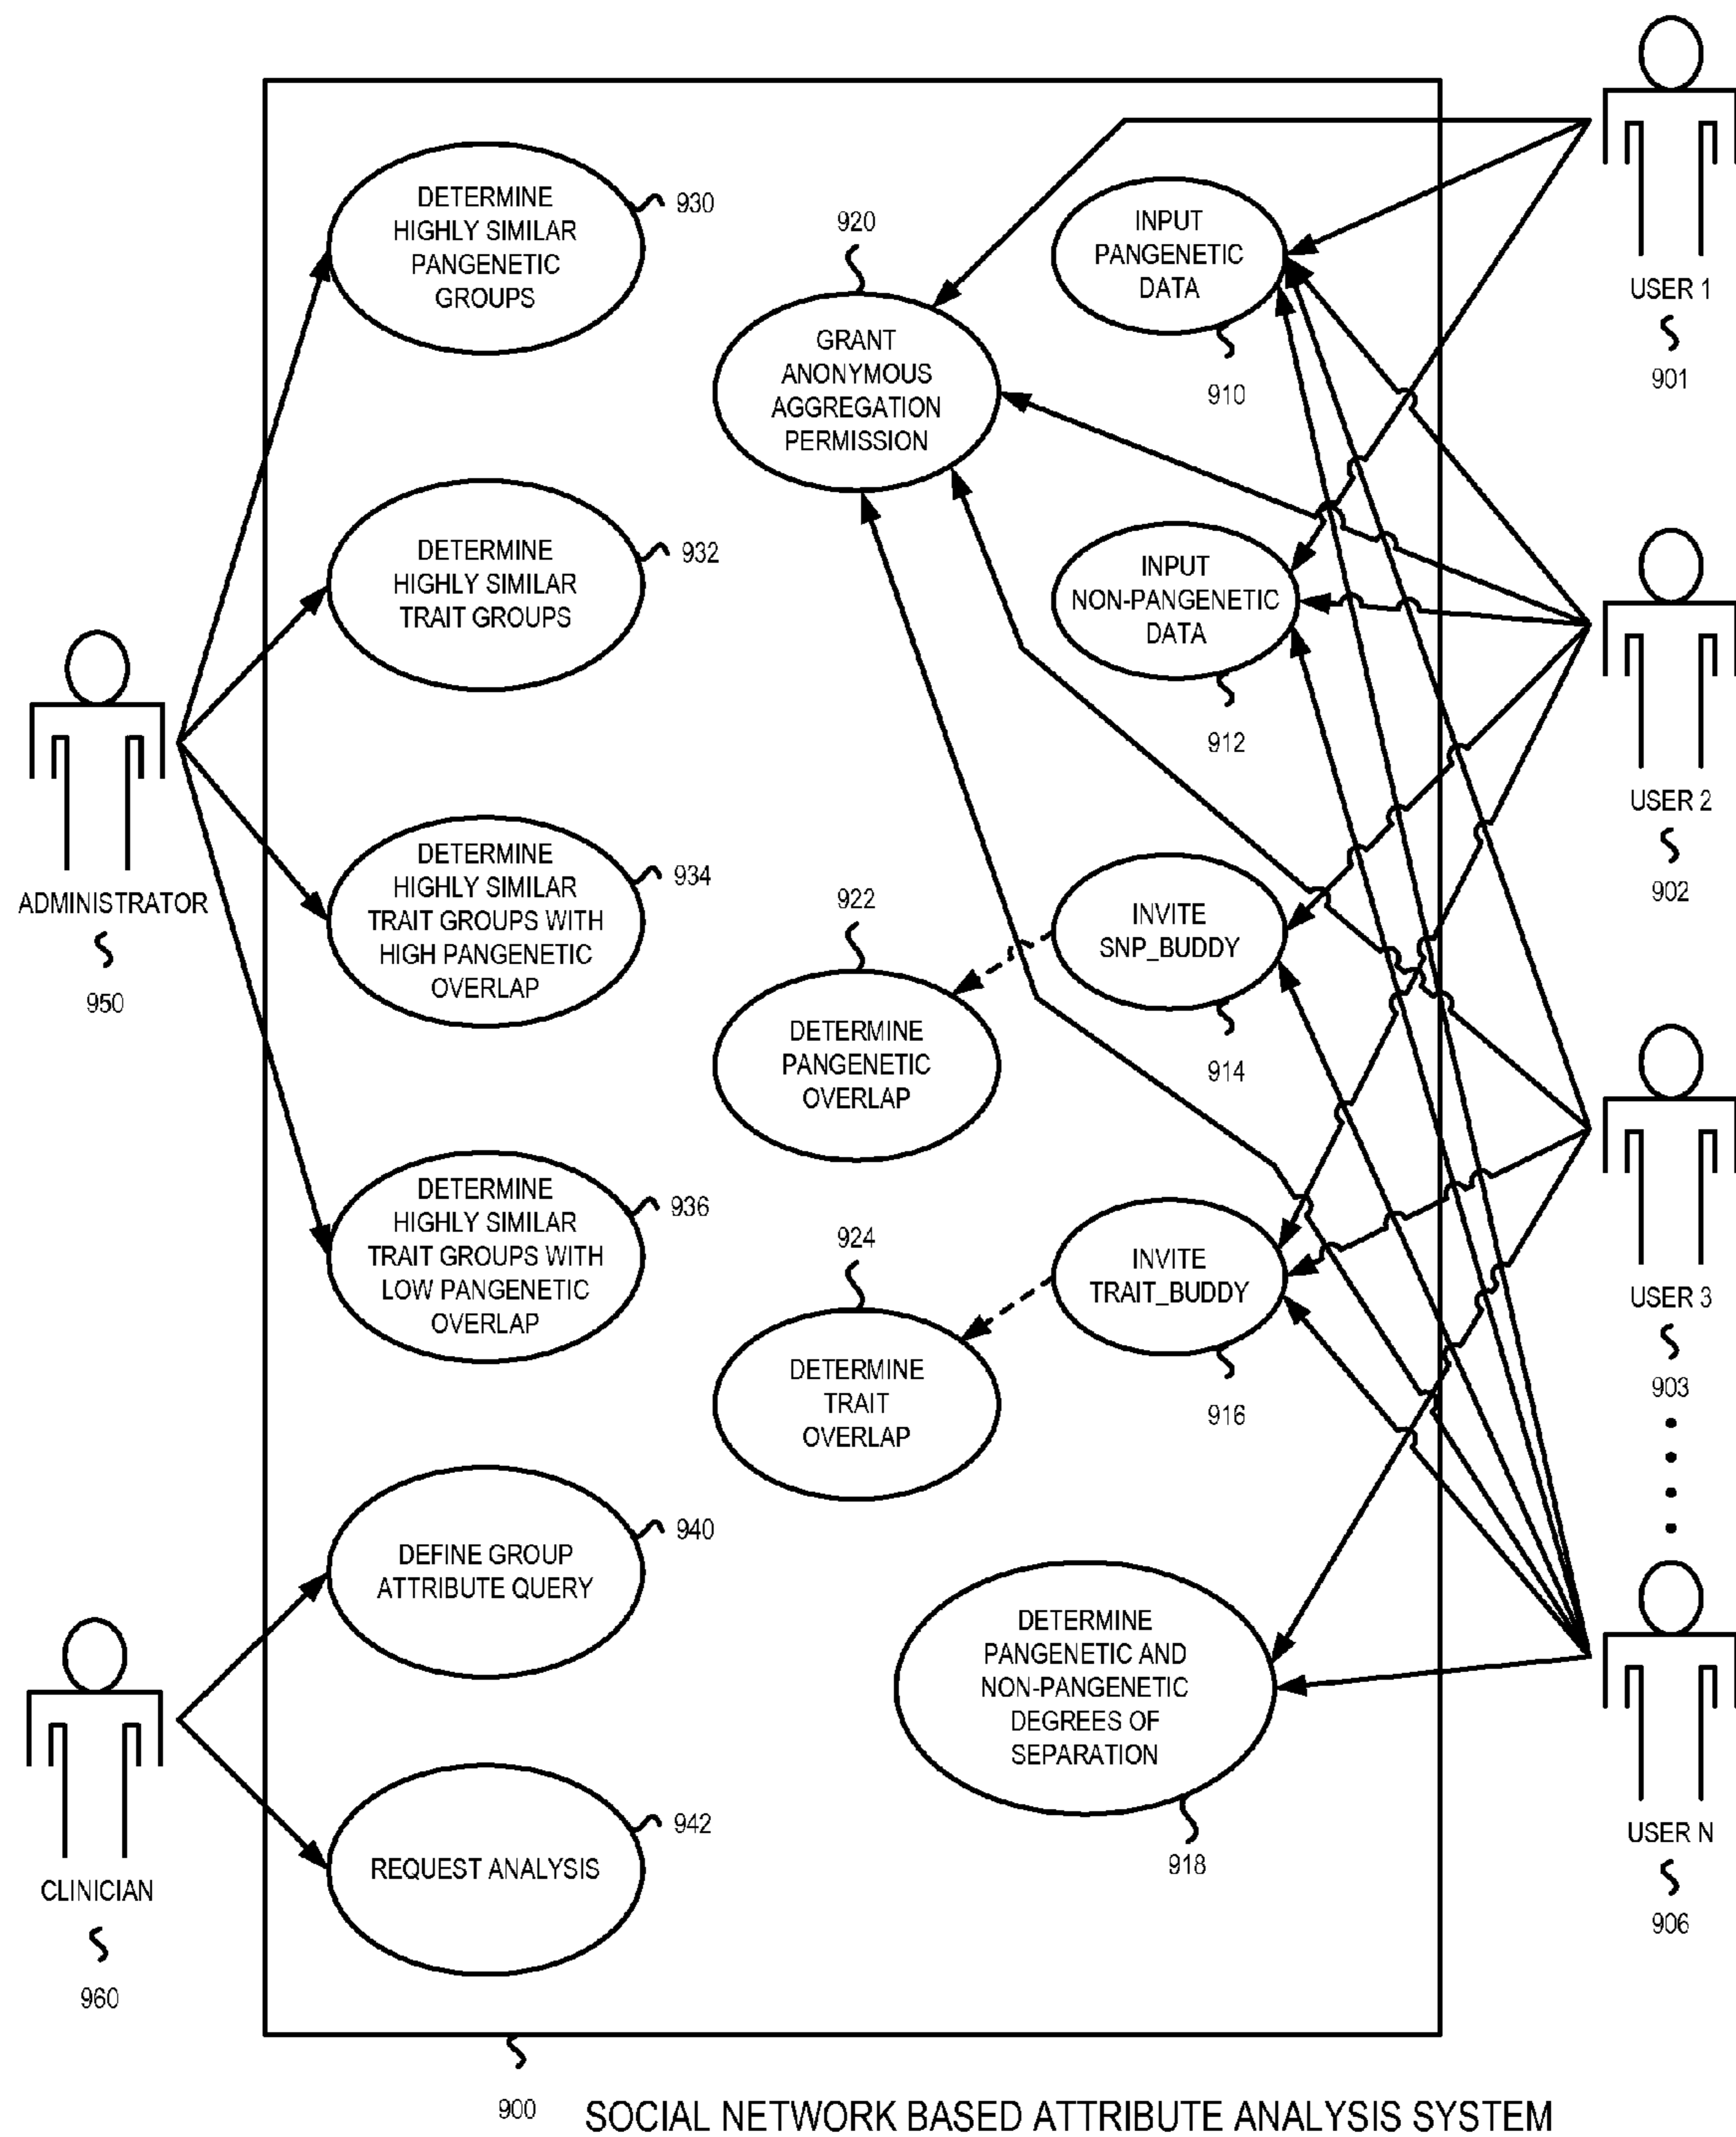 DETERMINE
HIGHLY SIMILAR
PANGENETIC
GROUPS
930
DETERMINE
HIGHLY SIMILAR
TRAIT GROUPS
932
DETERMINE
HIGHLY SIMILAR
TRAIT GROUPS WITH
HIGH PANGENETIC
OVERLAP
934
DETERMINE
HIGHLY SIMILAR
TRAIT GROUPS WITH
LOW PANGENETIC
OVERLAP
936
DEFINE GROUP
ATTRIBUTE QUERY
940
REQUEST ANALYSIS
942
ADMINISTRATOR
950
CLINICIAN
960
920
GRANT
ANONYMOUS
AGGREGATION
PERMISSION
922
DETERMINE
PANGENETIC
OVERLAP
924
DETERMINE
TRAIT
OVERLAP
INPUT
PANGENETIC
DATA
910
INPUT
NON-PANGENETIC
DATA
912
INVITE
SNP_BUDDY
914
INVITE
TRAIT_BUDDY
916
DETERMINE
PANGENETIC AND
NON-PANGENETIC
DEGREES OF
SEPARATION
918
USER 1
901
USER 2
902
USER 3
903
USER N
906
900
SOCIAL NETWORK BASED ATTRIBUTE ANALYSIS SYSTEM